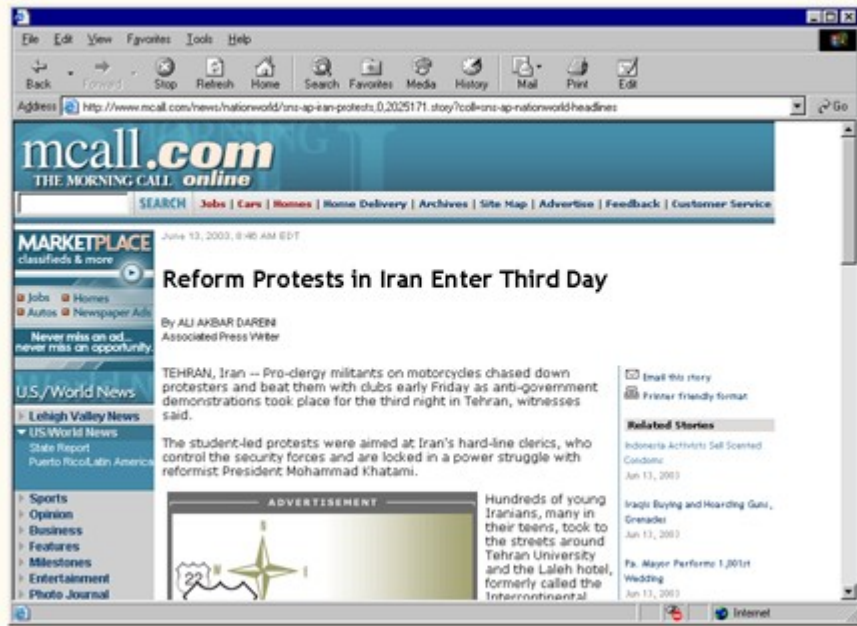 File Edit View Favorites Tools Help
Back Forward Stop Refresh Home Search Favorites Media History Mail Print Edit
Address http://www.mcall.com/news/nationworld/sns-ap-iran-protests,0,2025171.story?coll=sns-ap-nationworld-headlines Go
mcall.com
THE MORNING CALL online
SEARCH Jobs | Cars | Homes | Home Delivery | Archives | Site Map | Advertise | Feedback | Customer Service
MARKETPLACE
classifieds & more
Jobs Homes
Autos Newspaper Ads
Never miss an ad...
never miss an opportunity.
U.S./World News
Lehigh Valley News
US/World News
State Report
Puerto Rico/Latin America
Sports
Opinion
Business
Features
Milestones
Entertainment
Photo Journal
June 13, 2003, 8:46 AM EDT
Reform Protests in Iran Enter Third Day
By ALI AKBAR DAREINI
Associated Press Writer
TEHRAN, Iran -- Pro-clergy militants on motorcycles chased down
protesters and beat them with clubs early Friday as anti-government
demonstrations took place for the third night in Tehran, witnesses
said.
The student-led protests were aimed at Iran's hard-line clerics, who
control the security forces and are locked in a power struggle with
reformist President Mohammad Khatami.
ADVERTISEMENT
N
22
Hundreds of young
Iranians, many in
their teens, took to
the streets around
Tehran University
and the Laleh hotel,
formerly called the
Intercontinental
Email this story
Printer friendly format
Related Stories
Indonesia Activists Sell Scented
Condoms
Jun 13, 2003
Iraqis Buying and Hoarding Guns,
Grenades
Jun 13, 2003
Pa. Mayor Performs 1,001st
Wedding
Jun 13, 2003
Internet